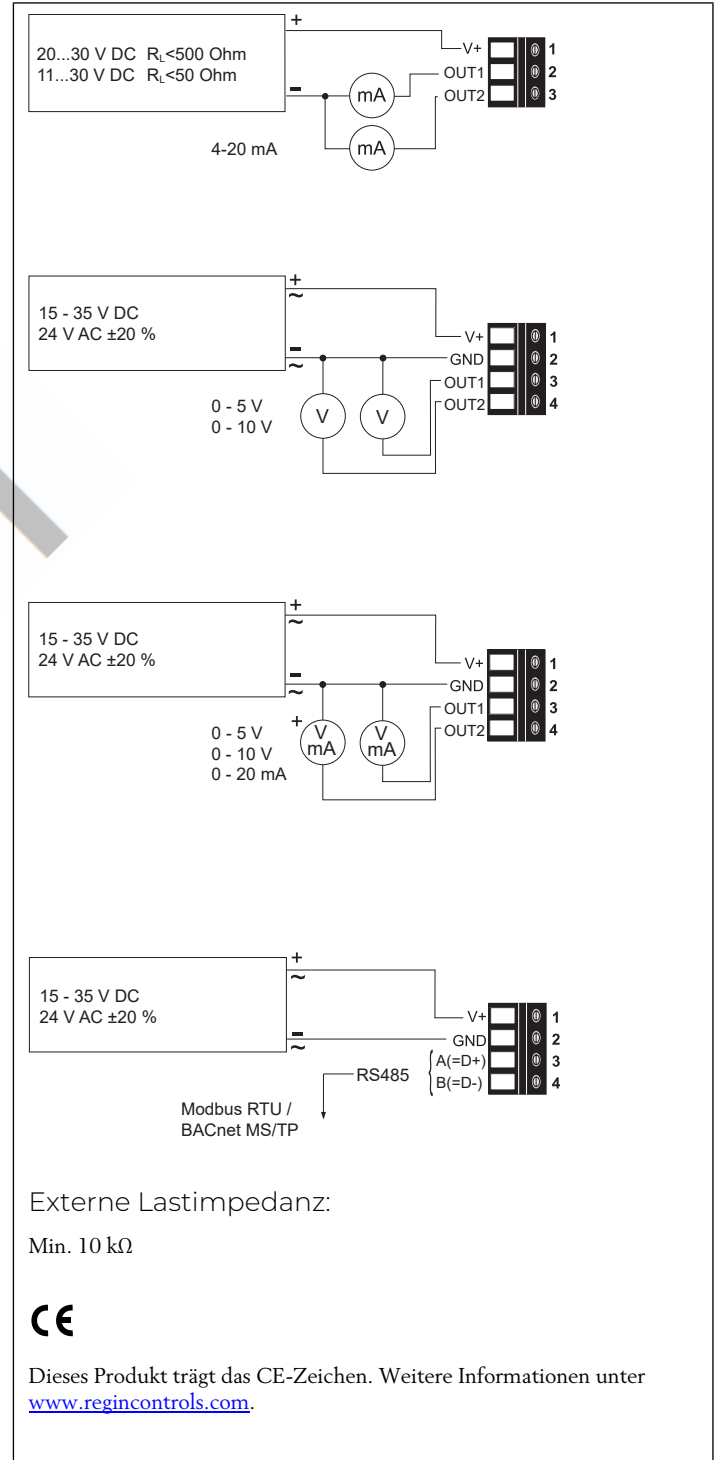 +
20...30 V DC RL<500 Ohm
11...30 V DC RL<50 Ohm
-
4-20 mA
mA
mA
V+ 1
OUT1 2
OUT2 3
+
~
15 - 35 V DC
24 V AC ±20 %
-
~
0 - 5 V
0 - 10 V
V
V
V+ 1
GND 2
OUT1 3
OUT2 4
+
~
15 - 35 V DC
24 V AC ±20 %
-
~
+
0 - 5 V
0 - 10 V
0 - 20 mA
V
mA
V
mA
V+ 1
GND 2
OUT1 3
OUT2 4
+
~
15 - 35 V DC
24 V AC ±20 %
-
~
V+ 1
GND 2
A(=D+) 3
B(=D-) 4
RS485
Modbus RTU /
BACnet MS/TP
Externe Lastimpedanz:
Min. 10 kΩ
CE
Dieses Produkt trägt das CE-Zeichen. Weitere Informationen unter
www.regincontrols.com.